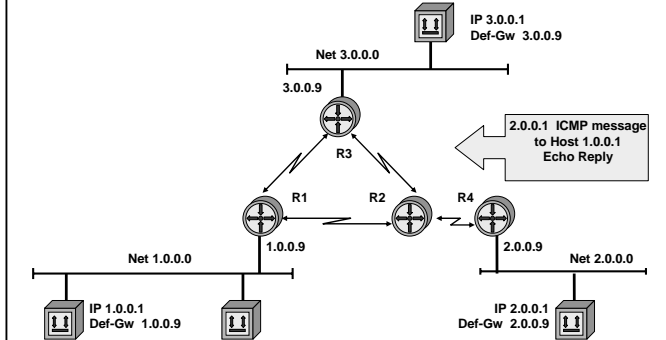 IP 3.0.0.1
Def-Gw 3.0.0.9
Net 3.0.0.0
3.0.0.9
2.0.0.1 ICMP message
to Host 1.0.0.1
Echo Reply
R3
R1
R2
R4
1.0.0.9
2.0.0.9
Net 1.0.0.0
Net 2.0.0.0
IP 1.0.0.1
Def-Gw 1.0.0.9
IP 2.0.0.1
Def-Gw 2.0.0.9